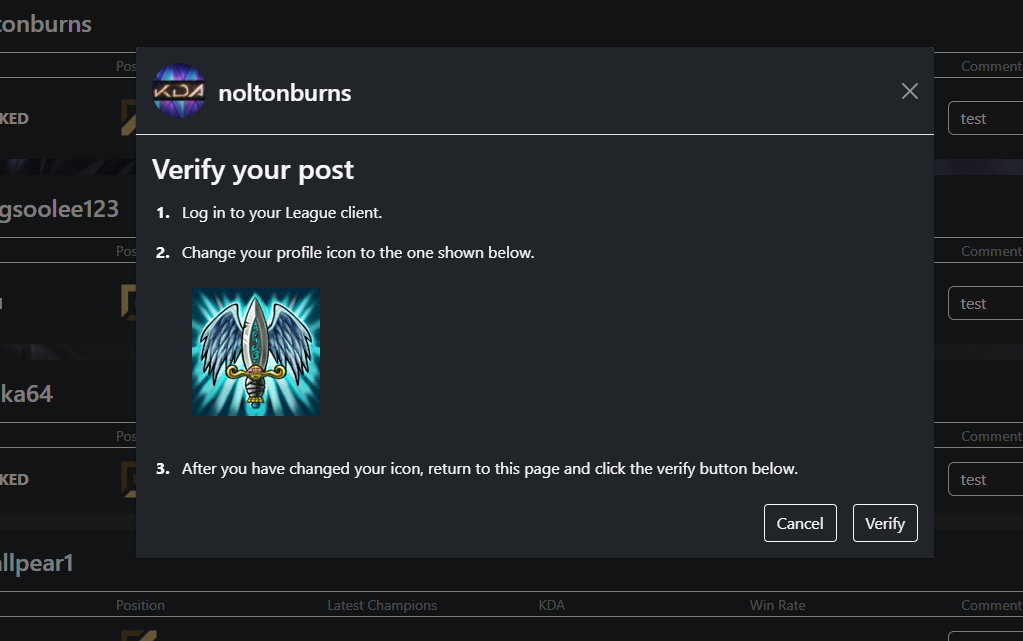 tonburns
Pos
Comment
KED
test
KDA
noltonburns
Verify your post
1. Log in to your League client.
2. Change your profile icon to the one shown below.
3. After you have changed your icon, return to this page and click the verify button below.
Cancel
Verify
gsoolee123
Pos
Comment
test
ka64
Pos
Comment
KED
test
llpear1
Position
Latest Champions
KDA
Win Rate
Comment